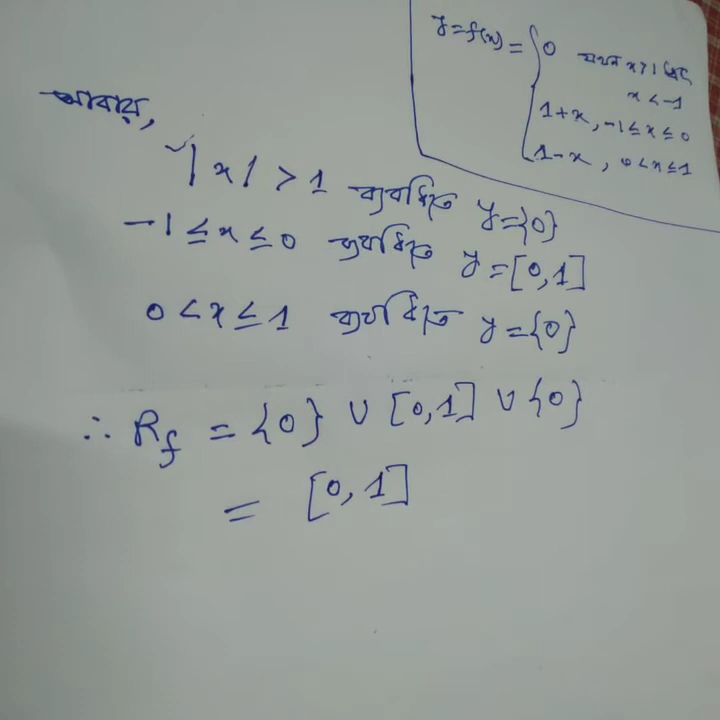 y = f(x) = { 0 যখন x > 1 এবং
x < -1
1+x, -1 ≤ x ≤ 0
1-x, 0 < x ≤ 1
আবার,
|x| > 1 ব্যবধিতে y = {0}
-1 ≤ x ≤ 0 ব্যবধিতে y = [0, 1]
0 < x ≤ 1 ব্যবধিতে y = {0}
∴ R_f = {0} ∪ [0, 1] ∪ {0}
= [0, 1]